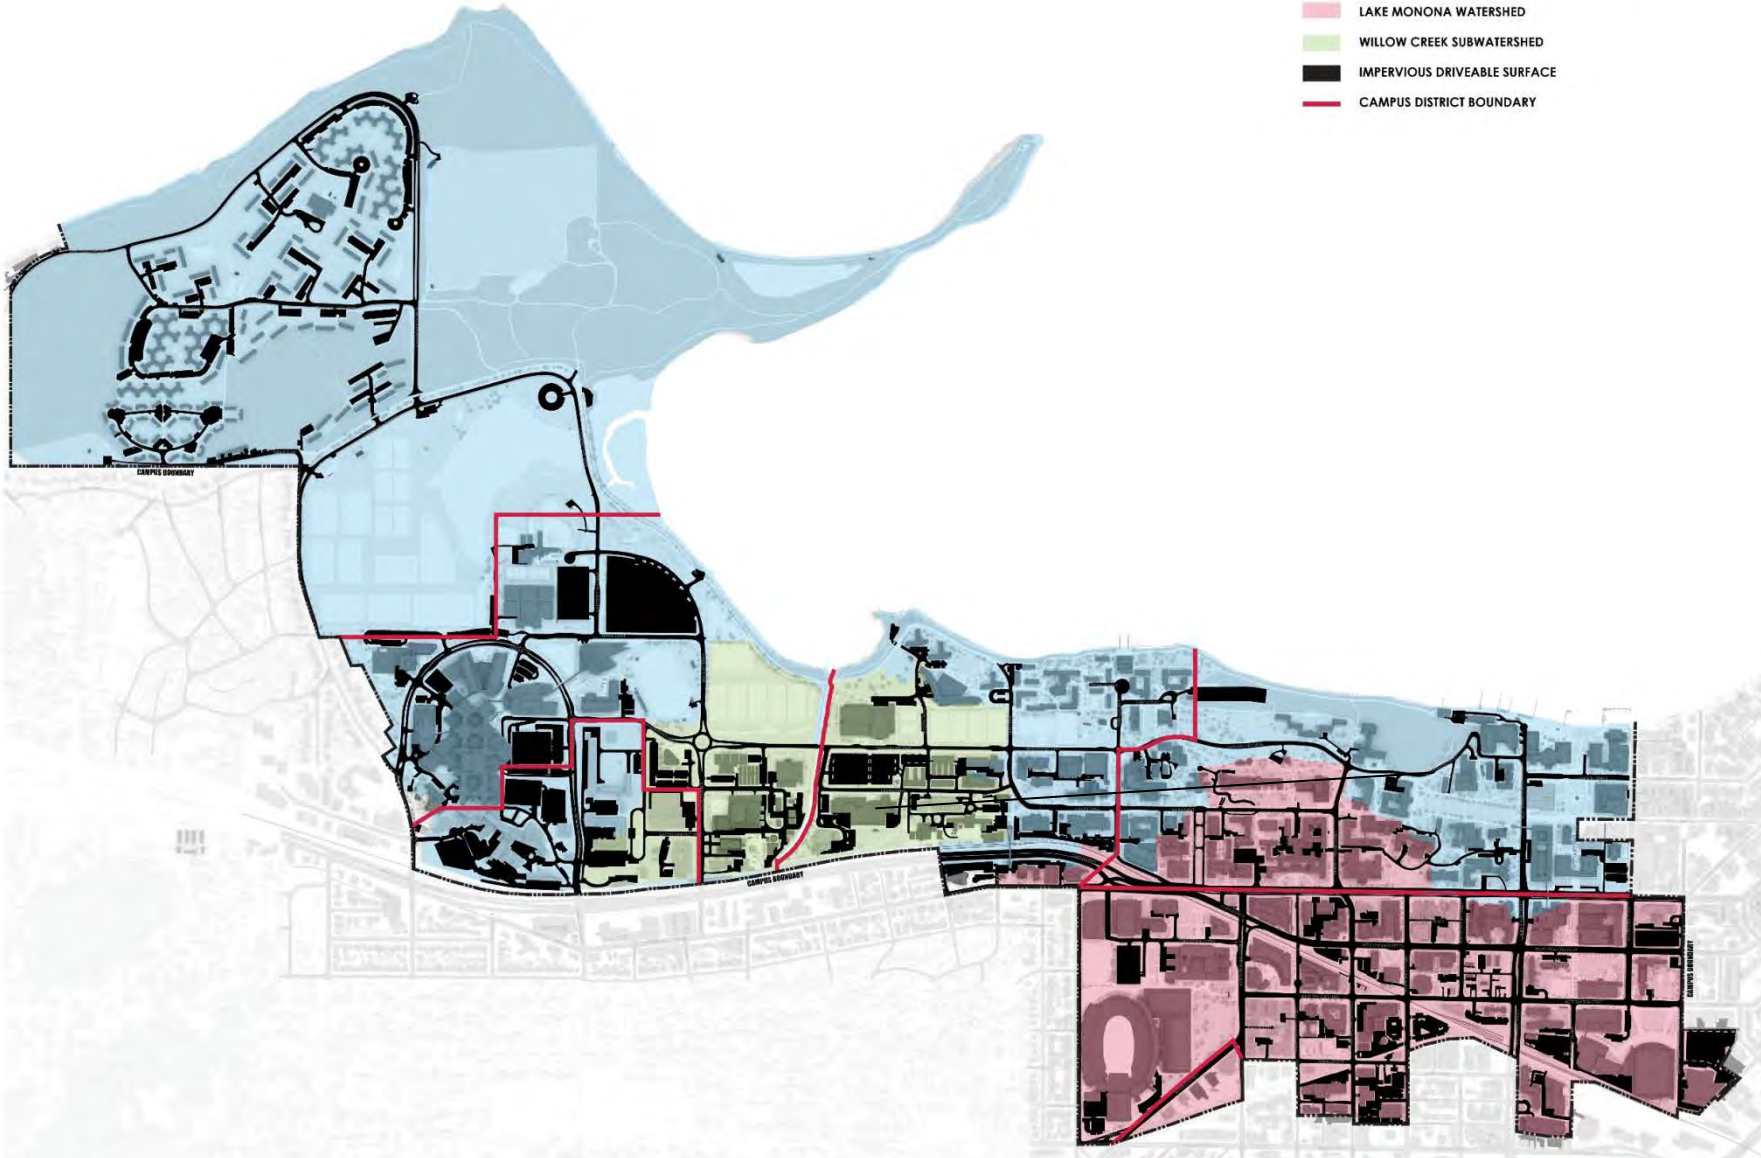 LAKE MONONA WATERSHED
WILLOW CREEK SUBWATERSHED
IMPERVIOUS DRIVEABLE SURFACE
CAMPUS DISTRICT BOUNDARY
CAMPUS BOUNDARY
CAMPUS BOUNDARY
CAMPUS BOUNDARY